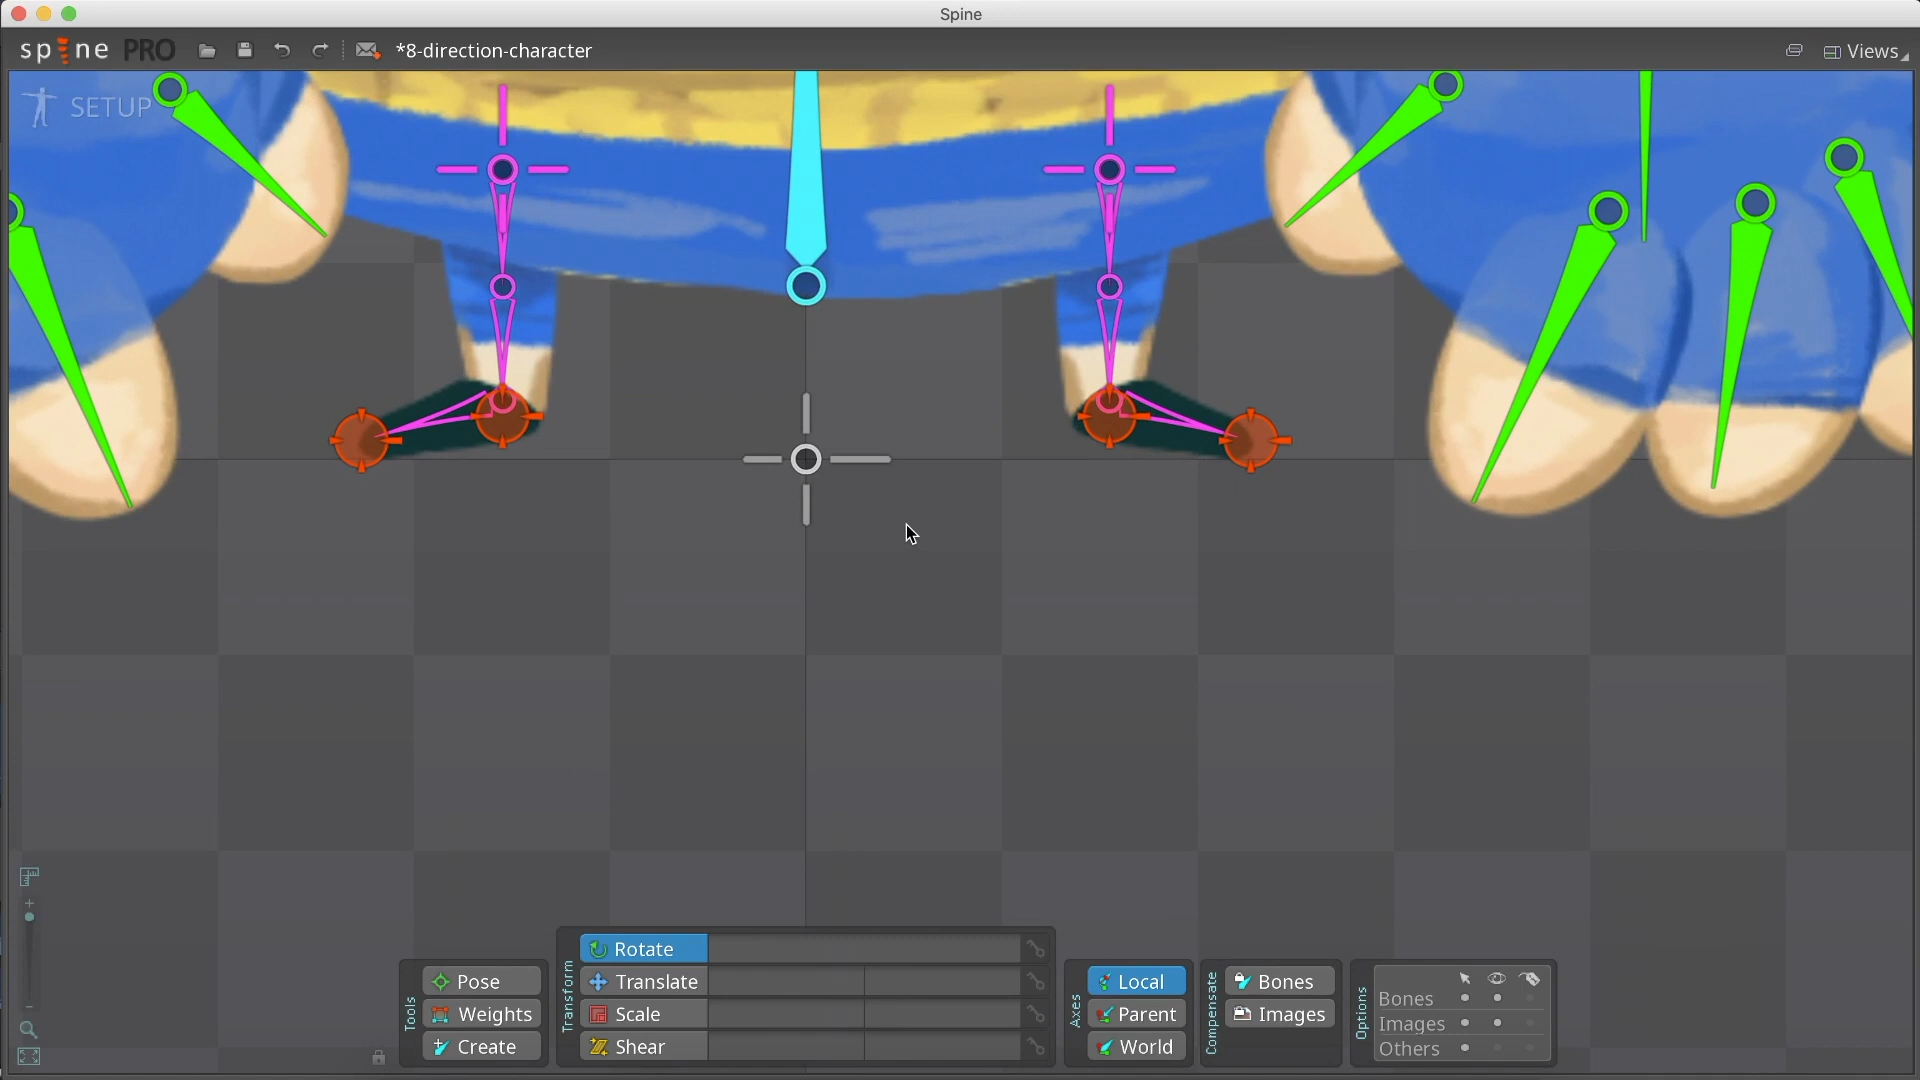 Spine
spine PRO
*8-direction-character
Views
SETUP
Tools
Pose
Weights
Create
Transform
Rotate
Translate
Scale
Shear
Axes
Local
Parent
World
Compensate
Bones
Images
Options
Bones
Images
Others